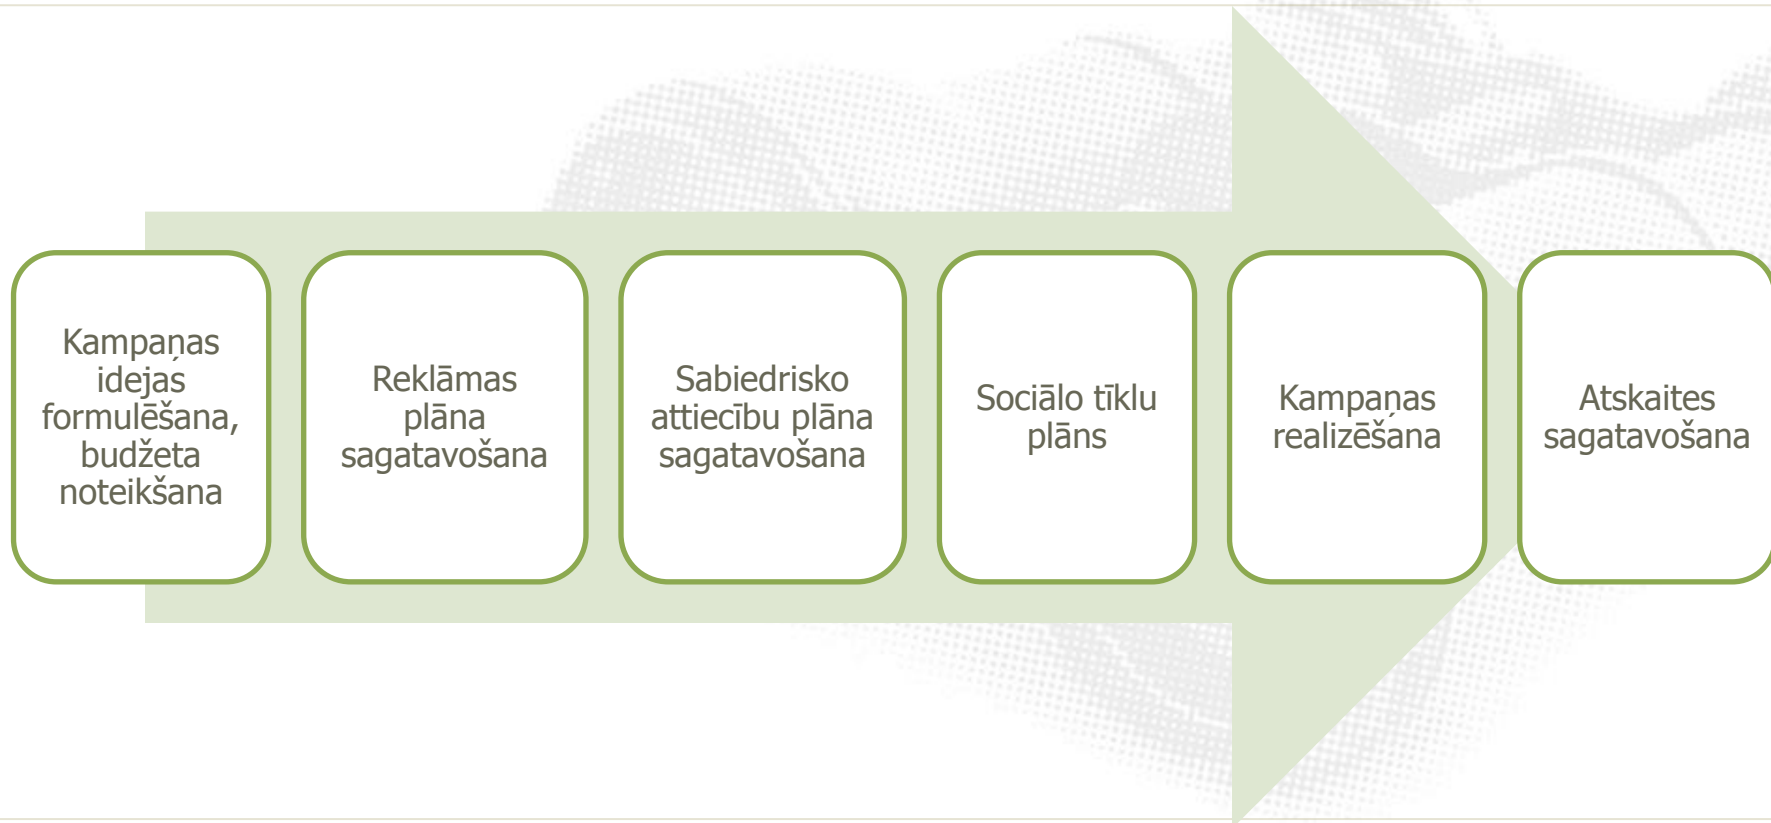 Kampaņas
idejas
formulēšana,
budžeta
noteikšana
Reklāmas
plāna
sagatavošana
Sabiedrisko
attiecību plāna
sagatavošana
Sociālo tīklu
plāns
Kampaņas
realizēšana
Atskaites
sagatavošana